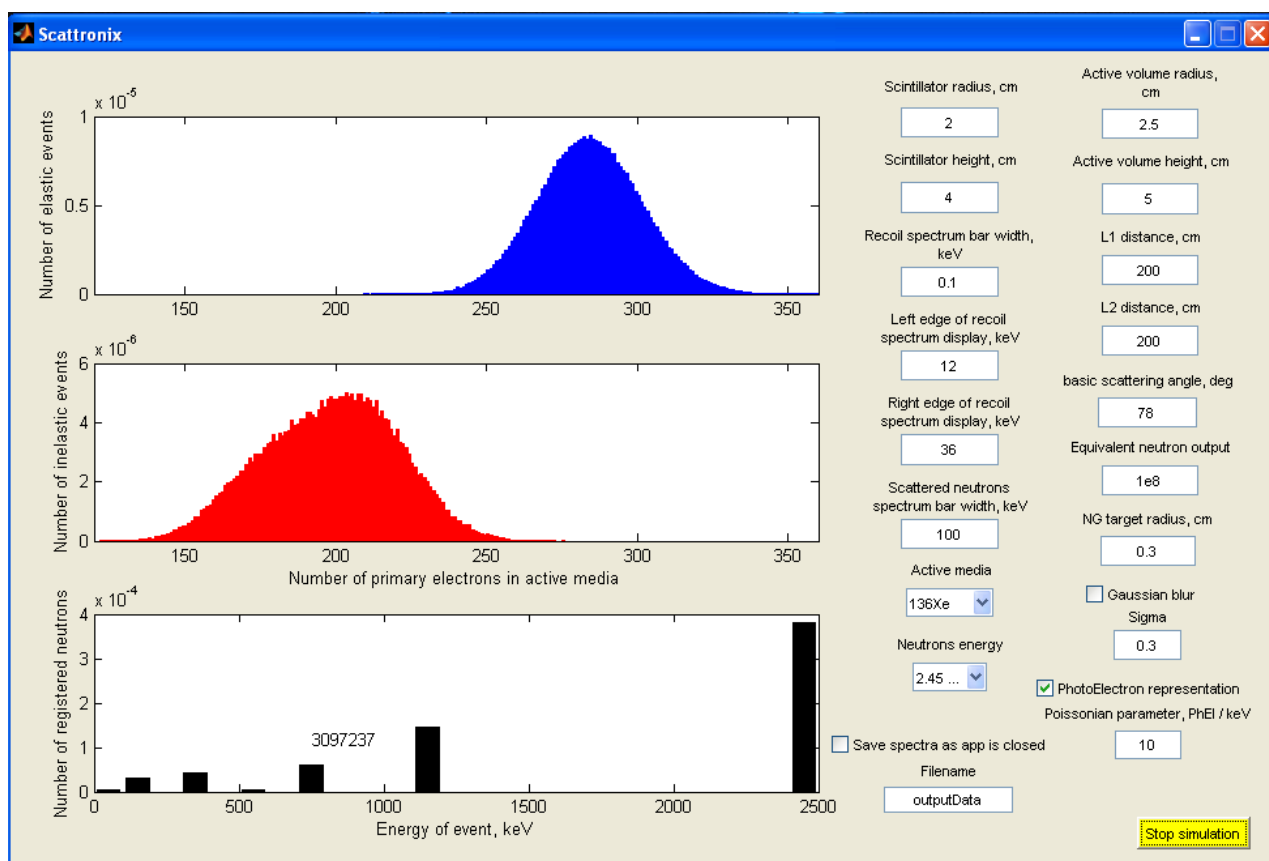 Scattronix
x 10^-5
Number of elastic events
1
0.5
0
150 200 250 300 350
x 10^-6
Number of inelastic events
6
4
2
0
150 200 250 300 350
Number of primary electrons in active media
x 10^-4
Number of registered neutrons
4
3
2
1
0
3097237
0 500 1000 1500 2000 2500
Energy of event, keV
Scintillator radius, cm
2
Scintillator height, cm
4
Recoil spectrum bar width,
keV
0.1
Left edge of recoil
spectrum display, keV
12
Right edge of recoil
spectrum display, keV
36
Scattered neutrons
spectrum bar width, keV
100
Active media
136Xe
Neutrons energy
2.45 ...
Save spectra as app is closed
Filename
outputData
Active volume radius,
cm
2.5
Active volume height, cm
5
L1 distance, cm
200
L2 distance, cm
200
basic scattering angle, deg
78
Equivalent neutron output
1e8
NG target radius, cm
0.3
Gaussian blur
Sigma
0.3
PhotoElectron representation
Poissonian parameter, PhEl / keV
10
Stop simulation